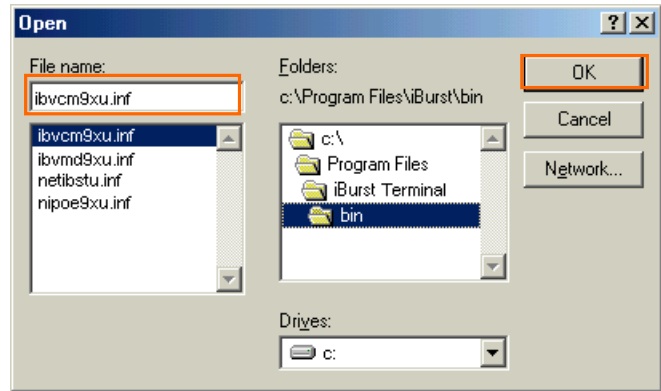 Open
File name:
ibvcm9xu.inf
ibvcm9xu.inf
ibvmd9xu.inf
netibstu.inf
nipoe9xu.inf
Folders:
c:\Program Files\iBurst\bin
c:\
Program Files
iBurst Terminal
bin
Drives:
c:
OK
Cancel
Network...